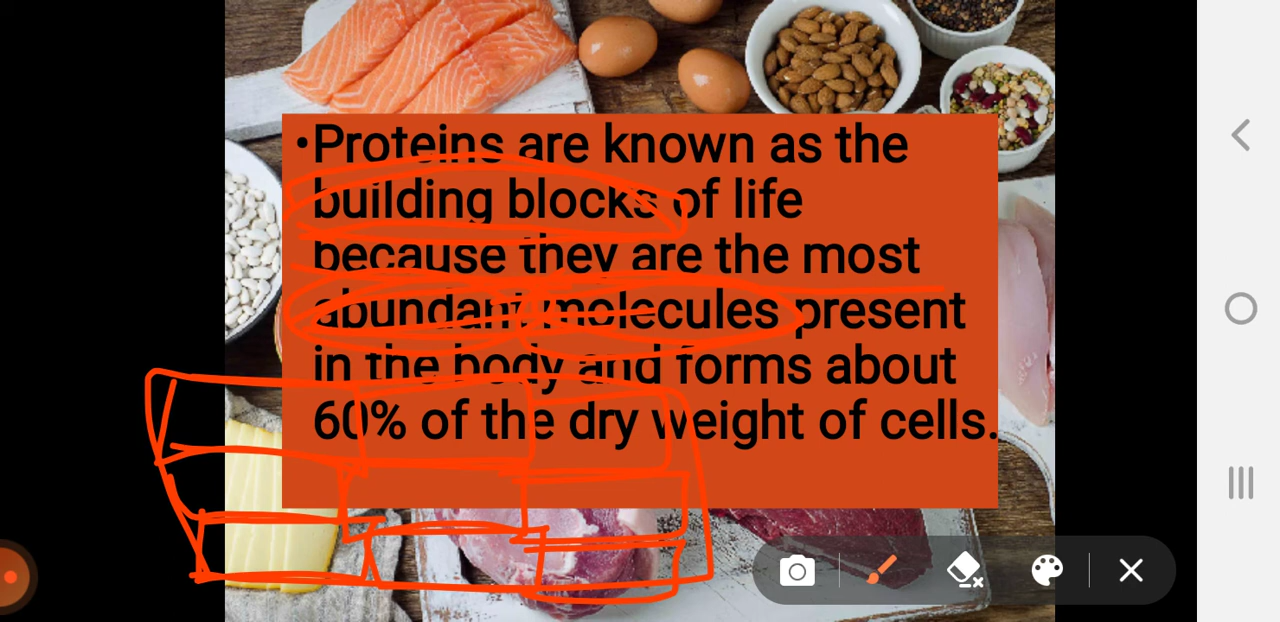 •Proteins are known as the
building blocks of life
because they are the most
abundant molecules present
in the body and forms about
60% of the dry weight of cells.